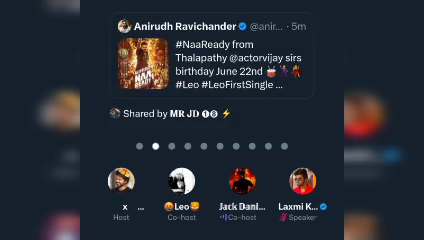 Anirudh Ravichander @anir... · 5m
#NaaReady from
Thalapathy @actorvijay sirs
birthday June 22nd 🥁🕺🏻💃
#Leo #LeoFirstSingle ...
Shared by 𝐌𝐑 𝐉𝐃 ❶❽ ⚡
x ... 😡Leo🦁 Jack Dani... Laxmi K...
Host Co-host Co-host Speaker